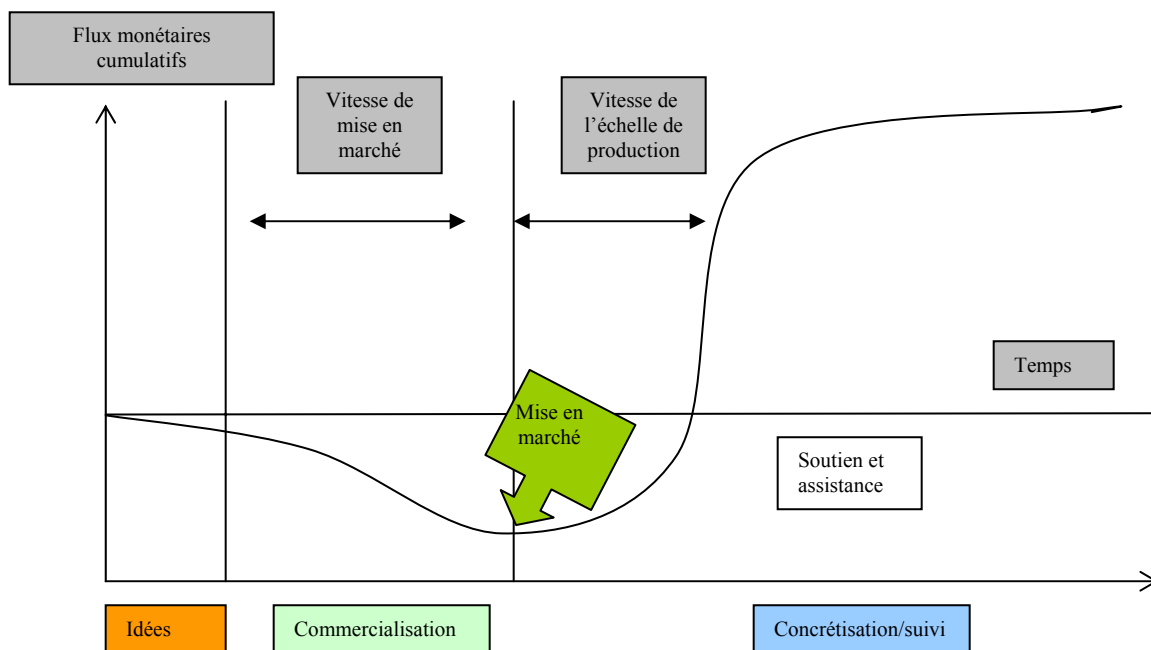 Flux monétaires
cumulatifs
Vitesse de
mise en
marché
Vitesse de
l'échelle de
production
Temps
Mise en
marché
Soutien et
assistance
Idées
Commercialisation
Concrétisation/suivi